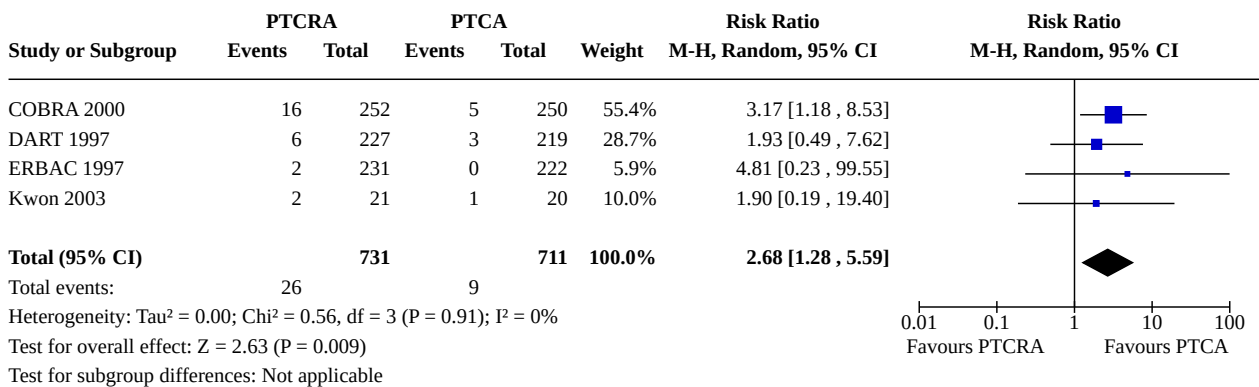 PTCRA PTCA Risk Ratio Risk Ratio
Study or Subgroup Events Total Events Total Weight M-H, Random, 95% CI M-H, Random, 95% CI
COBRA 2000 16 252 5 250 55.4% 3.17 [1.18 , 8.53]
DART 1997 6 227 3 219 28.7% 1.93 [0.49 , 7.62]
ERBAC 1997 2 231 0 222 5.9% 4.81 [0.23 , 99.55]
Kwon 2003 2 21 1 20 10.0% 1.90 [0.19 , 19.40]
Total (95% CI) 731 711 100.0% 2.68 [1.28 , 5.59]
Total events: 26 9
Heterogeneity: Tau² = 0.00; Chi² = 0.56, df = 3 (P = 0.91); I² = 0%
0.01 0.1 1 10 100
Test for overall effect: Z = 2.63 (P = 0.009) Favours PTCRA Favours PTCA
Test for subgroup differences: Not applicable